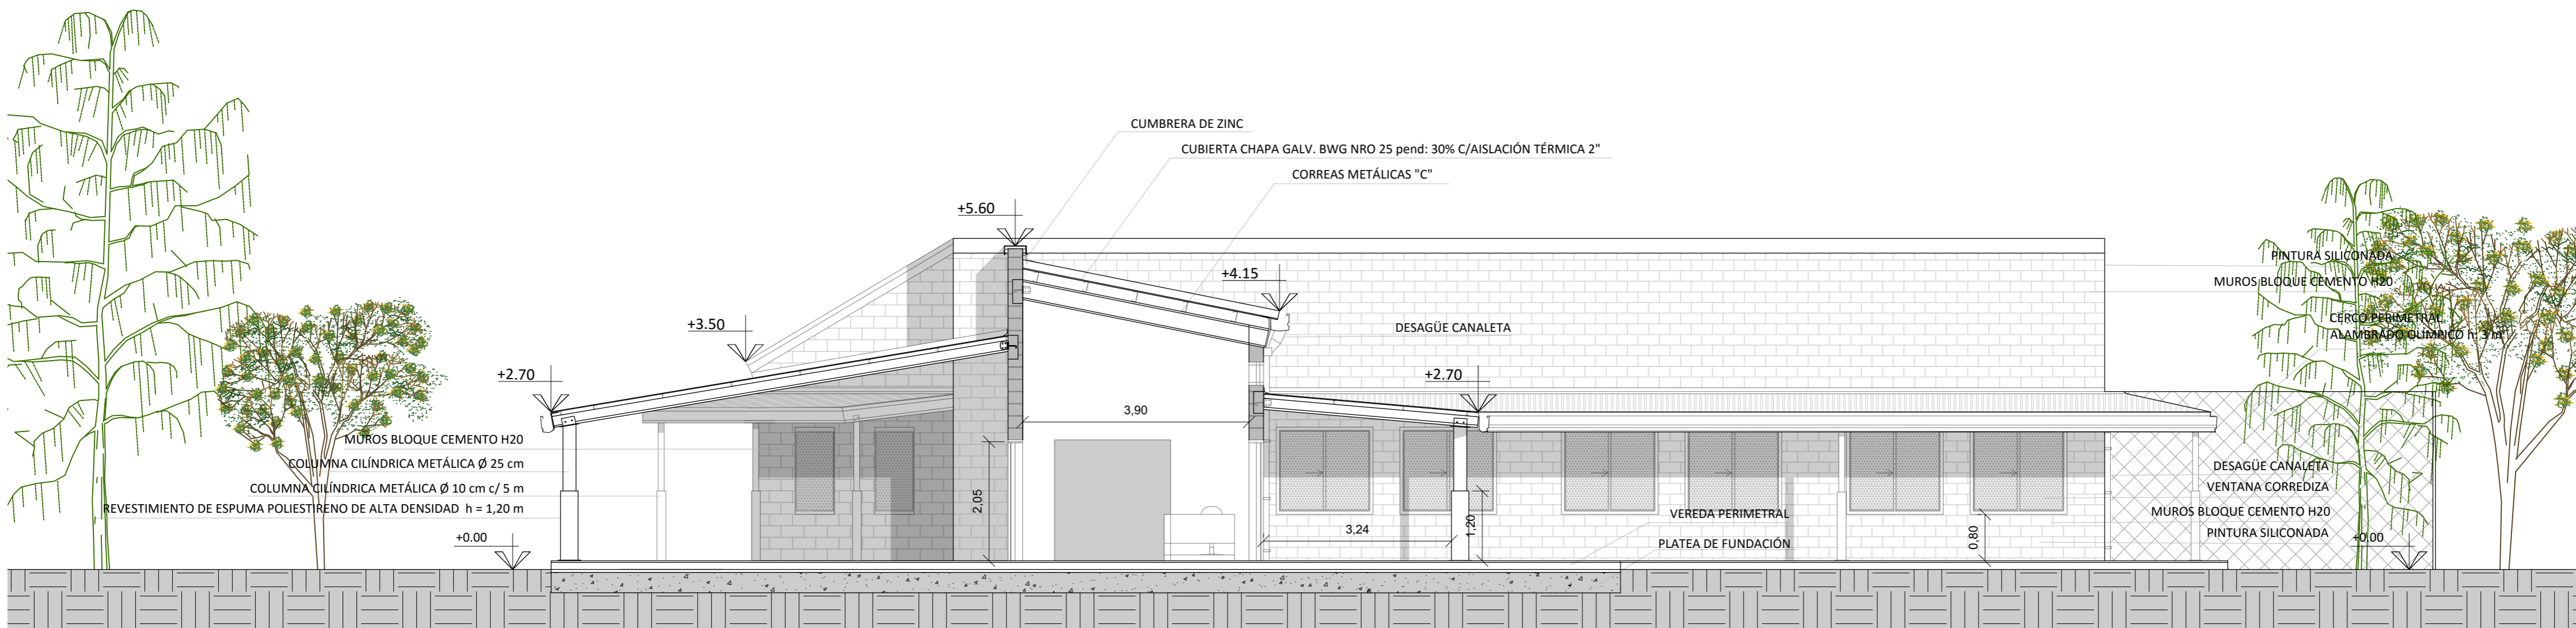 CUMBRERA DE ZINC
CUBIERTA CHAPA GALV. BWG NRO 25 pend: 30% C/AISLACIÓN TÉRMICA 2"
CORREAS METÁLICAS "C"
+5.60
+4.15
PINTURA SILICONADA
MUROS BLOQUE CEMENTO H20
+3.50
DESAGÜE CANALETA
CERCO PERIMETRAL,
ALAMBRADO OLÍMPICO h: 3 m
+2.70
+2.70
3,90
MUROS BLOQUE CEMENTO H20
COLUMNA CILÍNDRICA METÁLICA Ø 25 cm
COLUMNA CILÍNDRICA METÁLICA Ø 10 cm c/ 5 m
REVESTIMIENTO DE ESPUMA POLIESTIRENO DE ALTA DENSIDAD h = 1,20 m
+0.00
2,05
3,24
1,20
VEREDA PERIMETRAL
PLATEA DE FUNDACIÓN
0,80
DESAGÜE CANALETA
VENTANA CORREDIZA
MUROS BLOQUE CEMENTO H20
PINTURA SILICONADA
+0.00